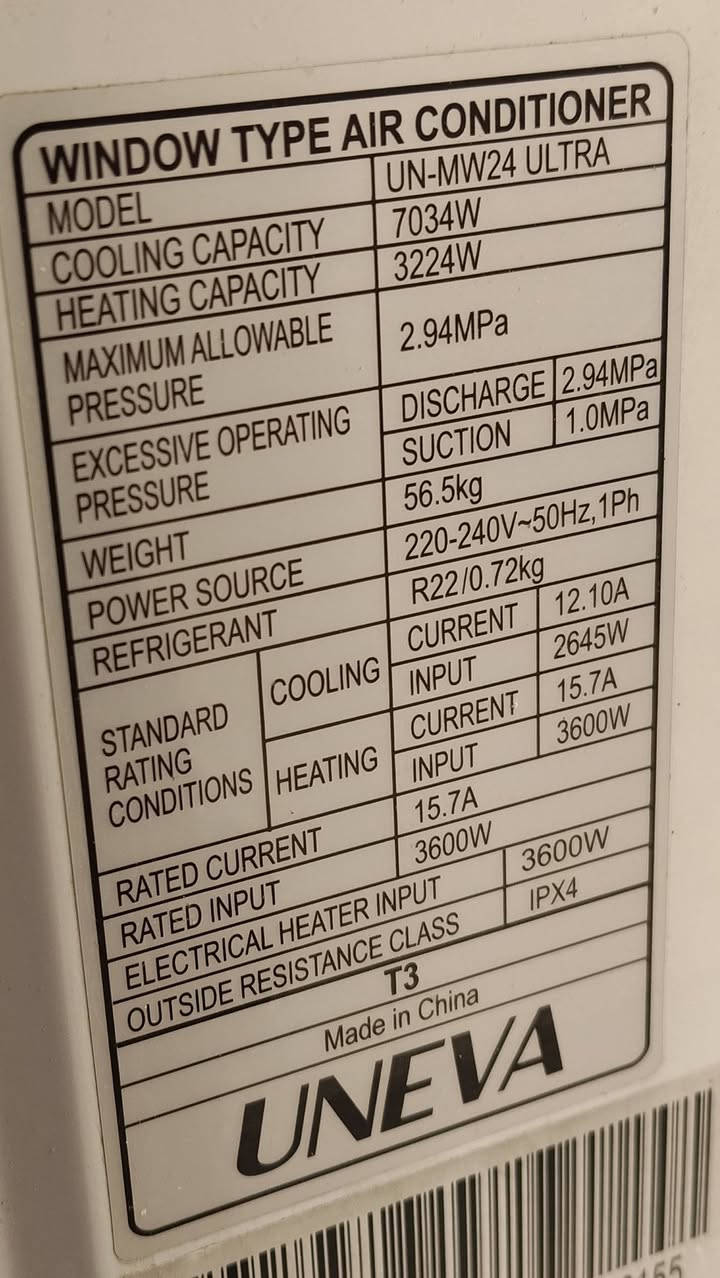 WINDOW TYPE AIR CONDITIONER
MODEL UN-MW24 ULTRA
COOLING CAPACITY 7034W
HEATING CAPACITY 3224W
MAXIMUM ALLOWABLE
PRESSURE
2.94MPa
EXCESSIVE OPERATING
PRESSURE
DISCHARGE 2.94MPa
SUCTION 1.0MPa
WEIGHT 56.5kg
POWER SOURCE 220-240V~50Hz,1Ph
REFRIGERANT R22/0.72kg
STANDARD
RATING
CONDITIONS
COOLING
CURRENT 12.10A
INPUT 2645W
HEATING
CURRENT 15.7A
INPUT 3600W
RATED CURRENT 15.7A
RATED INPUT 3600W
ELECTRICAL HEATER INPUT 3600W
OUTSIDE RESISTANCE CLASS IPX4
T3
Made in China
UNEVA